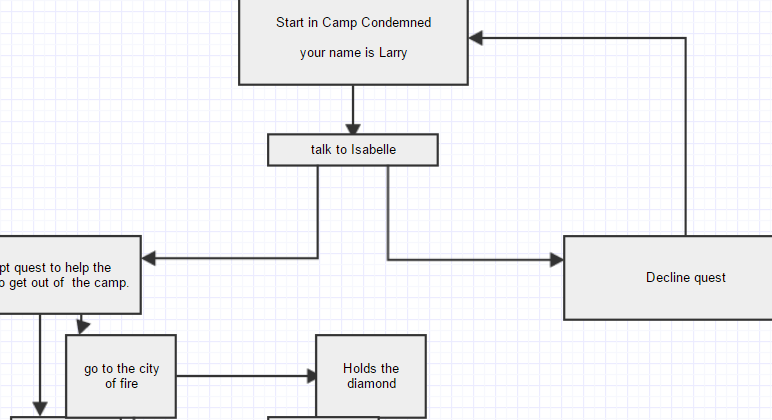 Start in Camp Condemned
your name is Larry
talk to Isabelle
pt quest to help the
o get out of the camp.
Decline quest
go to the city
of fire
Holds the
diamond